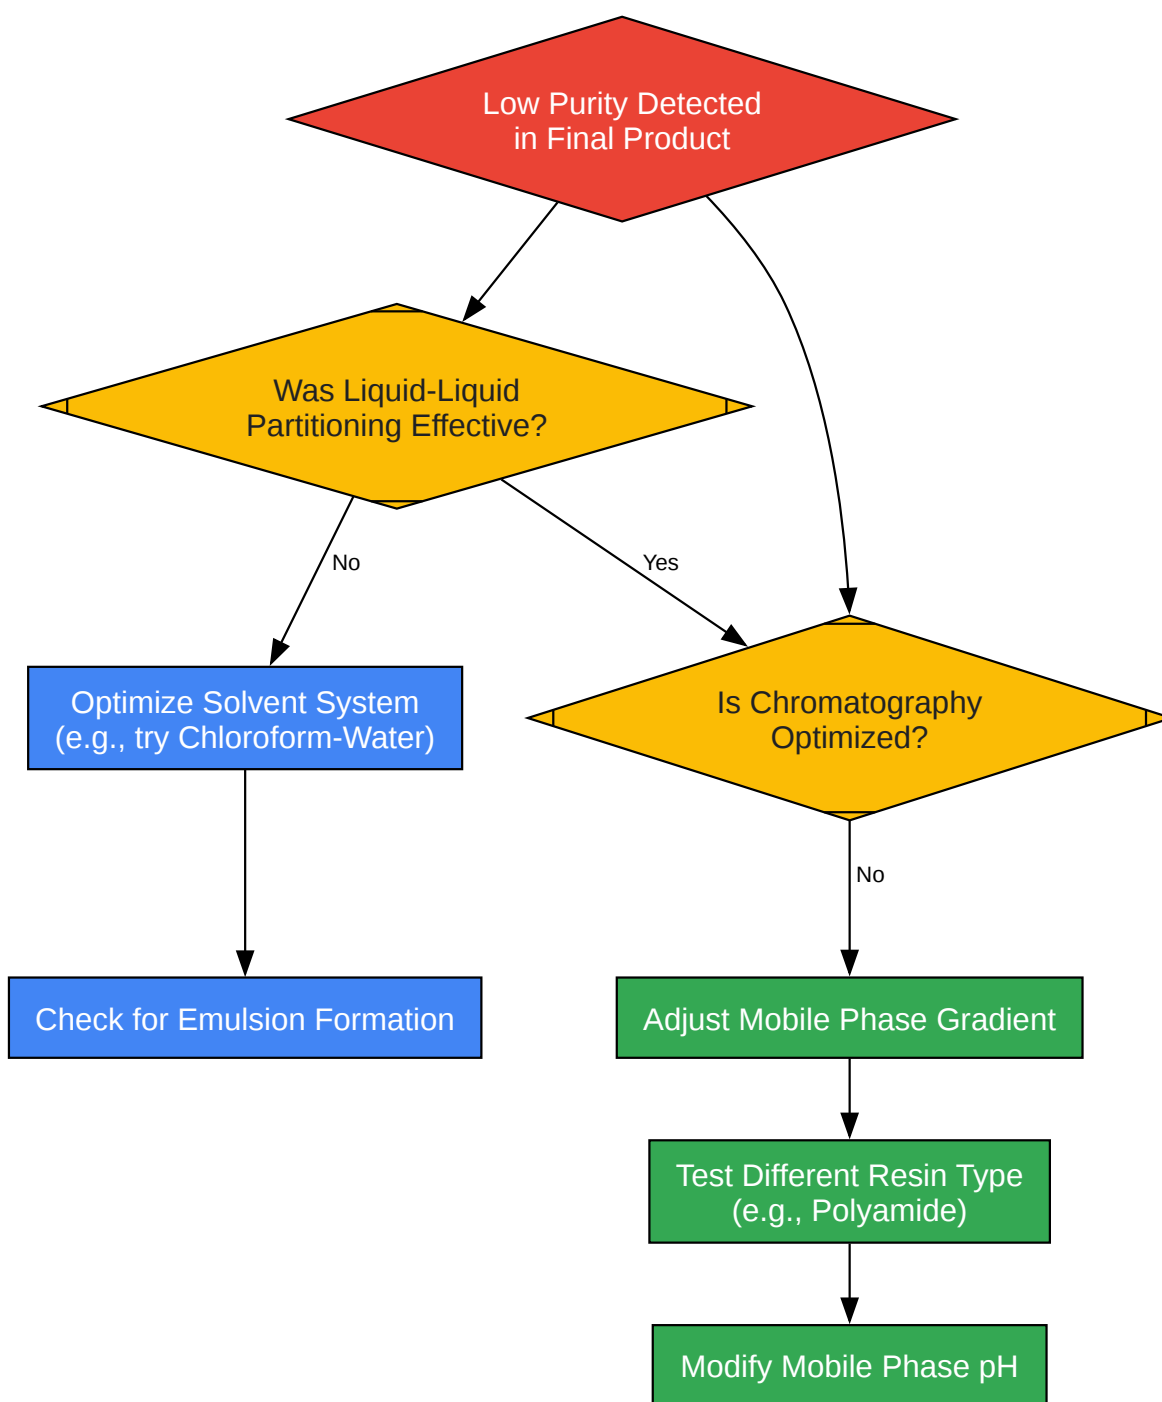 Low Purity Detected
in Final Product
Was Liquid-Liquid
Partitioning Effective?
No
Yes
Optimize Solvent System
(e.g., try Chloroform-Water)
Is Chromatography
Optimized?
No
Check for Emulsion Formation
Adjust Mobile Phase Gradient
Test Different Resin Type
(e.g., Polyamide)
Modify Mobile Phase pH